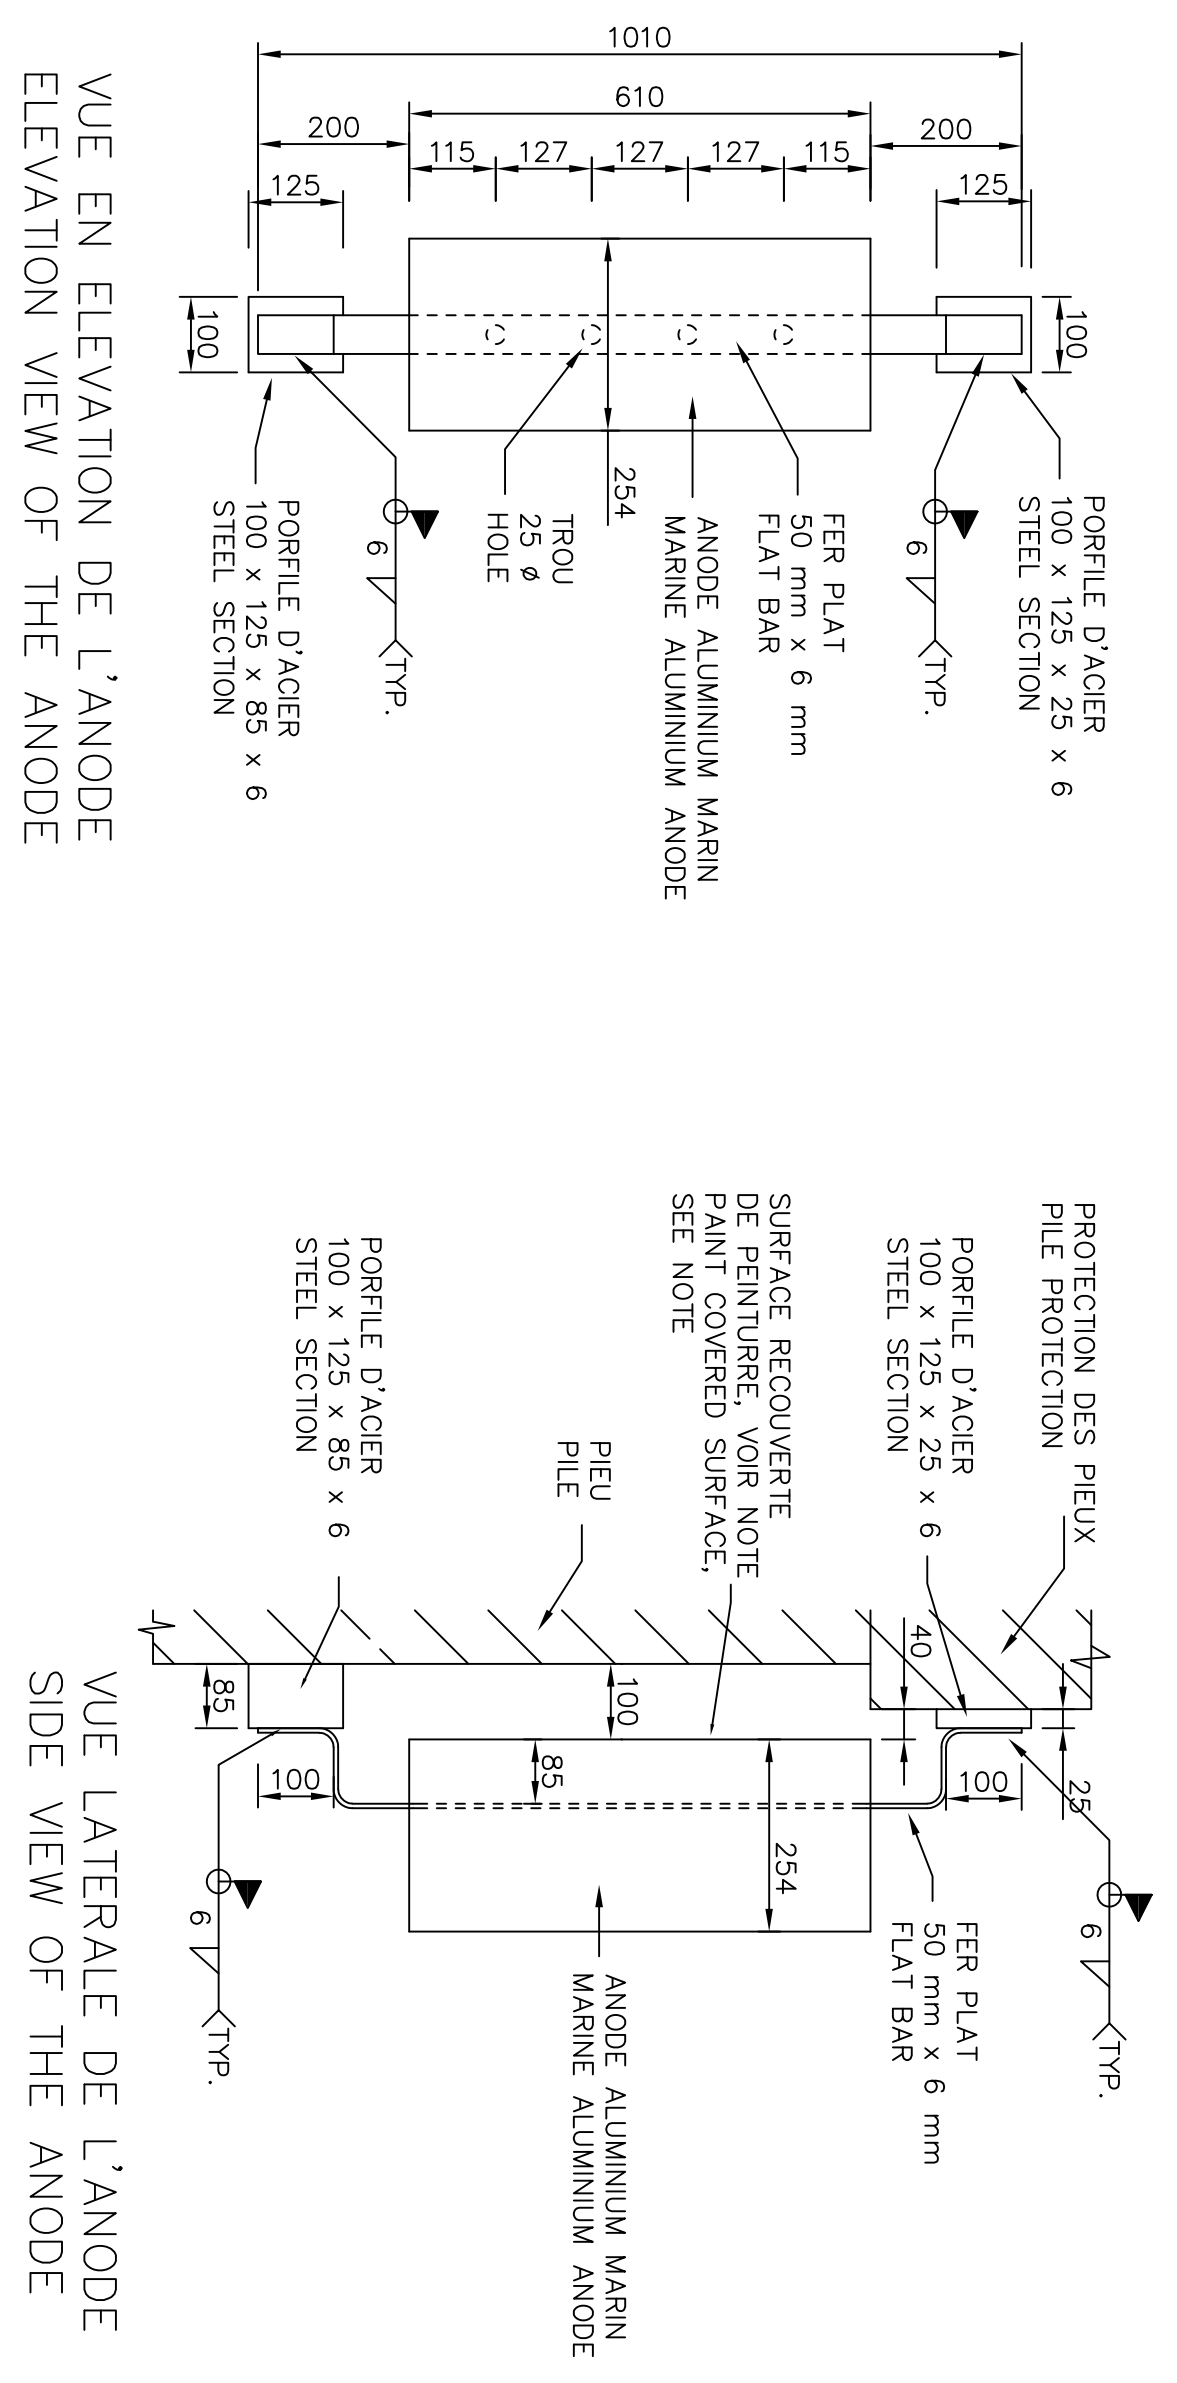 1010
610
200
200
115
127
127
127
115
125
125
100
100
254
PORFILE D'ACIER
100 x 125 x 25 x 6
STEEL SECTION
6
TYP.
FER PLAT
50 mm x 6 mm
FLAT BAR
ANODE ALUMINIUM MARIN
MARINE ALUMINIUM ANODE
TROU
25 ø
HOLE
6
TYP.
PORFILE D'ACIER
100 x 125 x 85 x 6
STEEL SECTION
VUE EN ELEVATION DE L'ANODE
ELEVATION VIEW OF THE ANODE
PROTECTION DES PIEUX
PILE PROTECTION
PORFILE D'ACIER
100 x 125 x 25 x 6
STEEL SECTION
SURFACE RECOUVERTE
DE PEINTURRE, VOIR NOTE
PAINT COVERED SURFACE,
SEE NOTE
PIEU
PILE
PORFILE D'ACIER
100 x 125 x 85 x 6
STEEL SECTION
40
25
100
100
85
254
85
100
6
TYP.
FER PLAT
50 mm x 6 mm
FLAT BAR
ANODE ALUMINIUM MARIN
MARINE ALUMINIUM ANODE
6
TYP.
VUE LATERALE DE L'ANODE
SIDE VIEW OF THE ANODE